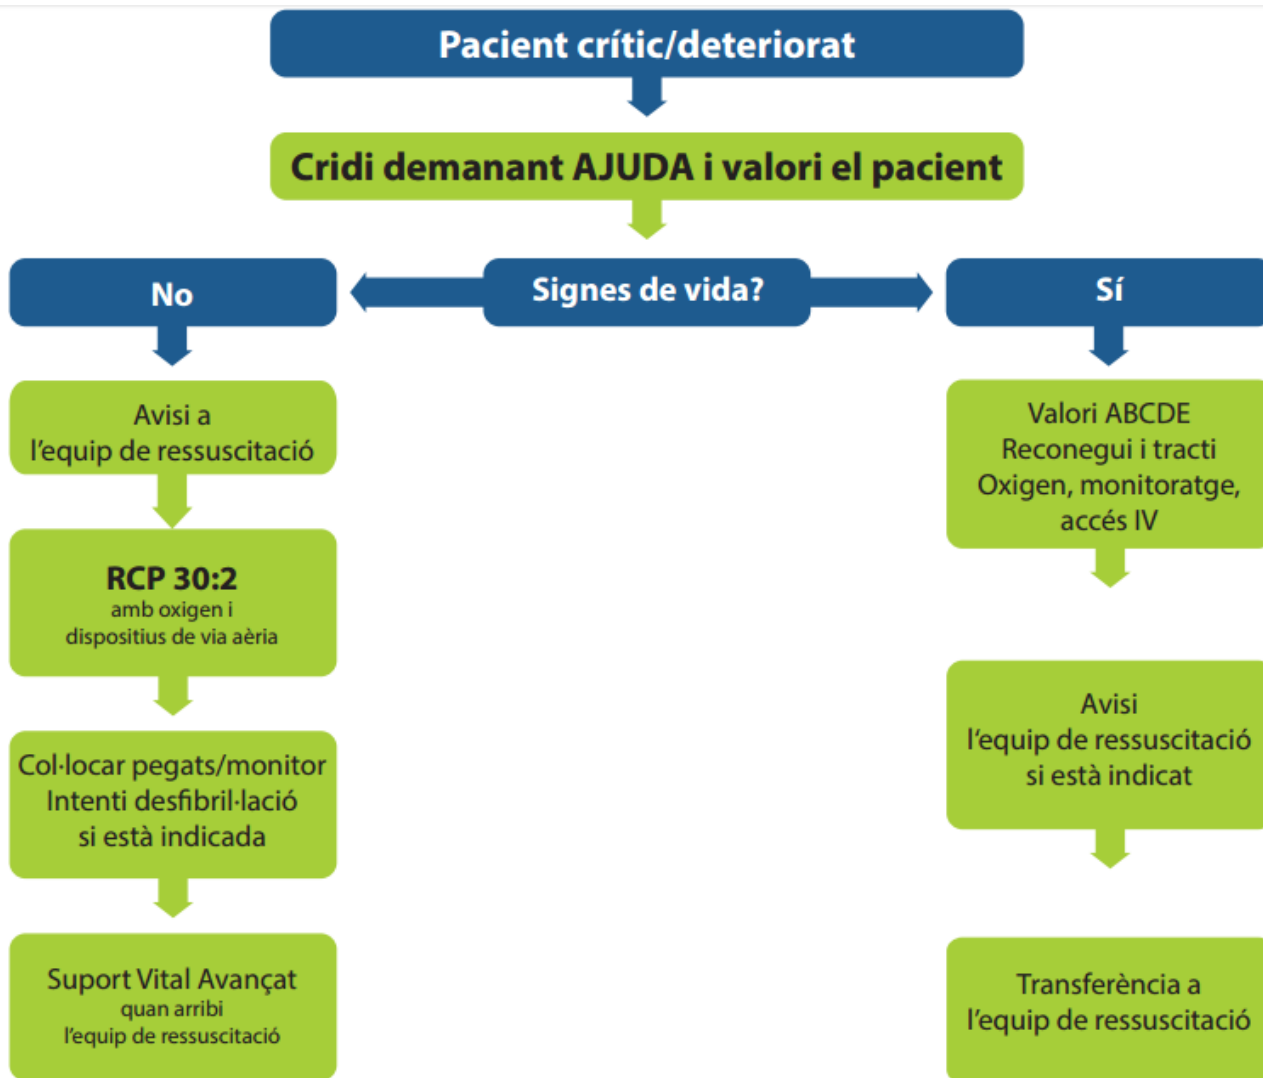 Pacient crític/deteriorat
Cridi demanant AJUDA i valori el pacient
Signes de vida?
No
Avisi a
l'equip de ressuscitació
RCP 30:2
amb oxigen i
dispositius de via aèria
Col·locar pegats/monitor
Intenti desfibril·lació
si està indicada
Suport Vital Avançat
quan arribi
l'equip de ressuscitació
Sí
Valori ABCDE
Reconegui i tracti
Oxigen, monitoratge,
accés IV
Avisi
l'equip de ressuscitació
si està indicat
Transferència a
l'equip de ressuscitació